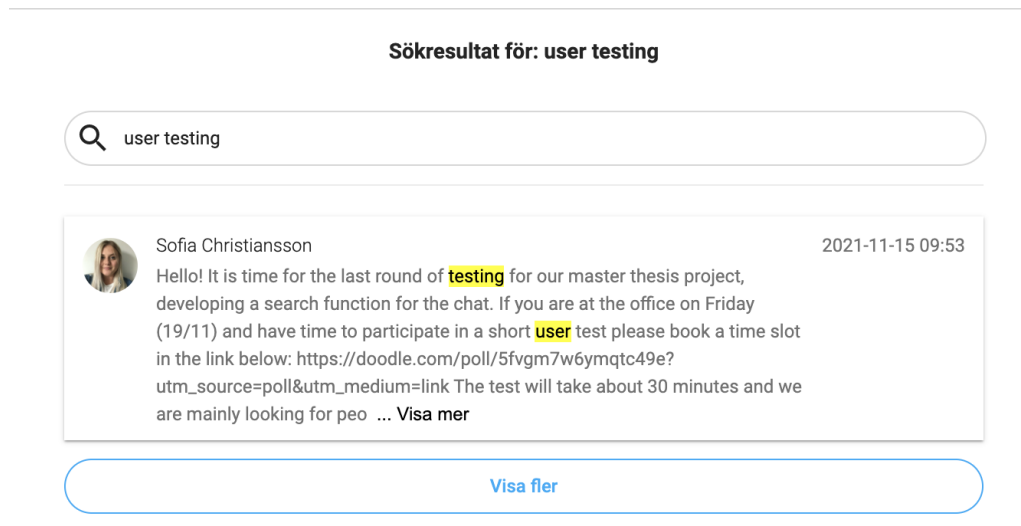 Sökresultat för: user testing
user testing
Sofia Christiansson
2021-11-15 09:53
Hello! It is time for the last round of testing for our master thesis project,
developing a search function for the chat. If you are at the office on Friday
(19/11) and have time to participate in a short user test please book a time slot
in the link below: https://doodle.com/poll/5fvgm7w6ymqtc49e?
utm_source=poll&utm_medium=link The test will take about 30 minutes and we
are mainly looking for peo ... Visa mer
Visa fler